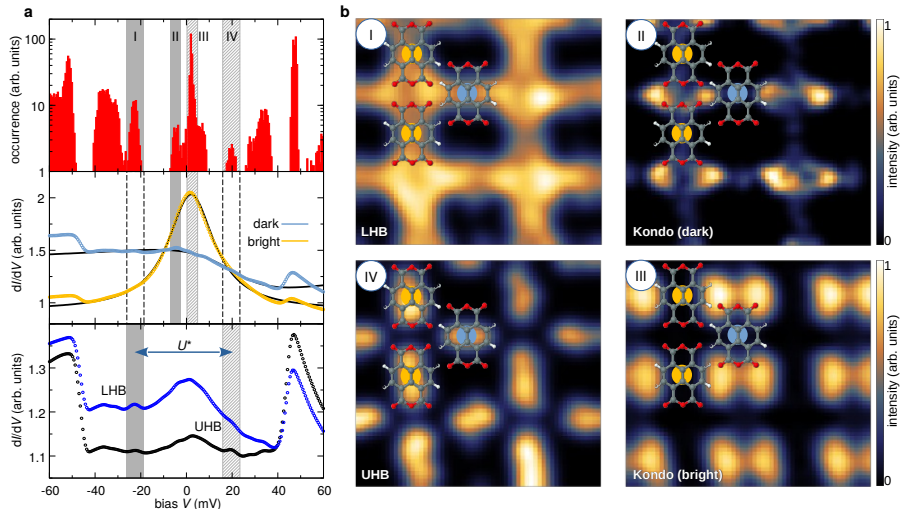 a
occurrence (arb. units)
100
10
1
I
II
III
IV
dI/dV (arb. units)
2
1.5
1
dark
bright
dI/dV (arb. units)
1.3
1.2
1.1
U*
LHB
UHB
-60
-40
-20
0
20
40
60
bias V (mV)
b
I
LHB
II
Kondo (dark)
1
intensity (arb. units)
0
IV
UHB
III
Kondo (bright)
1
intensity (arb. units)
0